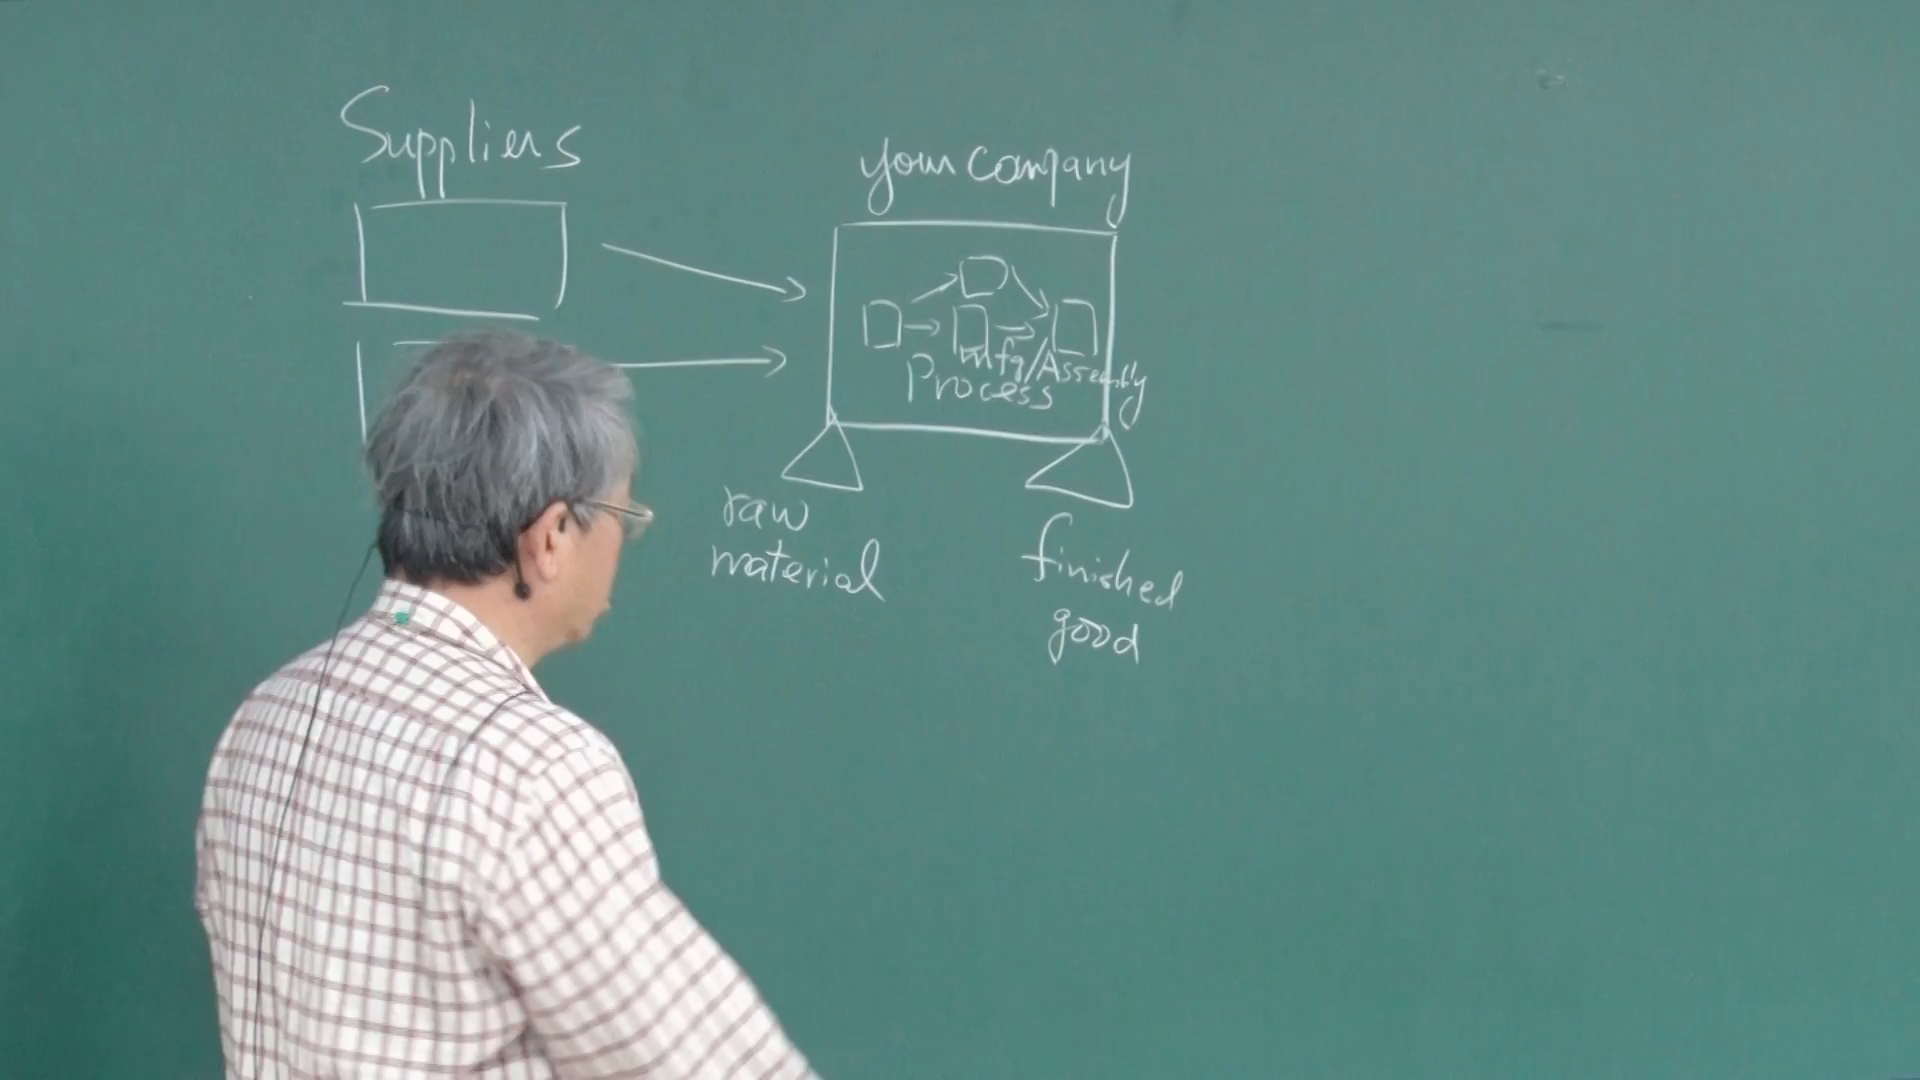 Suppliers
your company
mfg/Assembly
Process
raw
material
finished
good